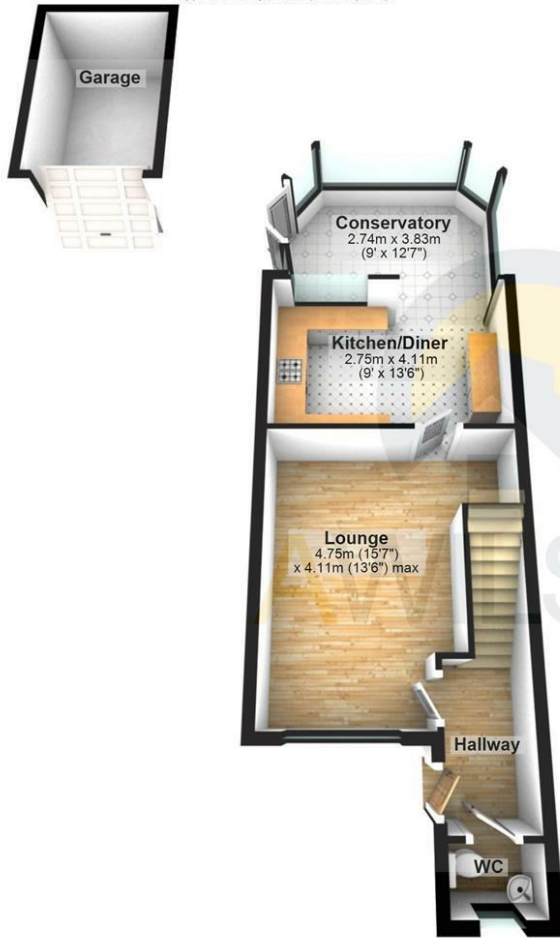 Garage
Conservatory
2.74m x 3.83m
(9' x 12'7")
Kitchen/Diner
2.75m x 4.11m
(9' x 13'6")
Lounge
4.75m (15'7")
x 4.11m (13'6") max
Hallway
WC